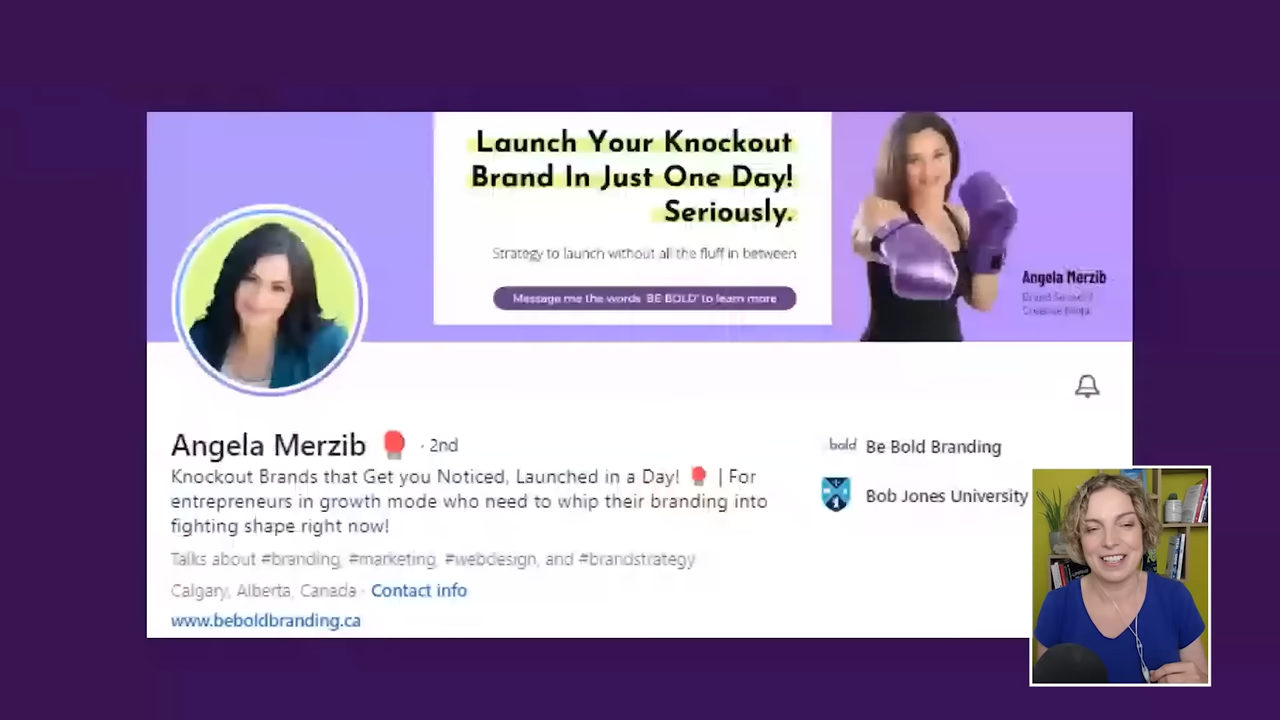 Launch Your Knockout
Brand In Just One Day!
Seriously.
Strategy to launch without all the fluff in between
Message me the words 'BE BOLD' to learn more
Angela Merzib
Angela Merzib · 2nd
Knockout Brands that Get you Noticed, Launched in a Day! | For
entrepreneurs in growth mode who need to whip their branding into
fighting shape right now!
Talks about #branding, #marketing, #webdesign, and #brandstrategy
Calgary, Alberta, Canada · Contact info
www.beboldbranding.ca
bold Be Bold Branding
Bob Jones University